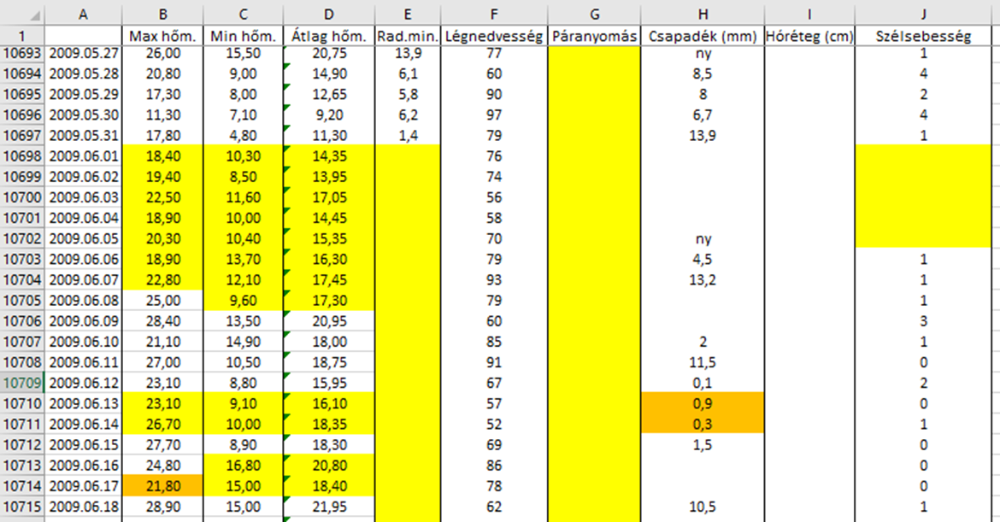 A B C D E F G H I J
1 Max hőm. Min hőm. Átlag hőm. Rad.min. Légnedvesség Páranyomás Csapadék (mm) Hóréteg (cm) Szélsebesség
10693 2009.05.27 26,00 15,50 20,75 13,9 77 ny 1
10694 2009.05.28 20,80 9,00 14,90 6,1 60 8,5 4
10695 2009.05.29 17,30 8,00 12,65 5,8 90 8 2
10696 2009.05.30 11,30 7,10 9,20 6,2 97 6,7 4
10697 2009.05.31 17,80 4,80 11,30 1,4 79 13,9 1
10698 2009.06.01 18,40 10,30 14,35 76
10699 2009.06.02 19,40 8,50 13,95 74
10700 2009.06.03 22,50 11,60 17,05 56
10701 2009.06.04 18,90 10,00 14,45 58
10702 2009.06.05 20,30 10,40 15,35 70 ny
10703 2009.06.06 18,90 13,70 16,30 79 4,5 1
10704 2009.06.07 22,80 12,10 17,45 93 13,2 1
10705 2009.06.08 25,00 9,60 17,30 79 1
10706 2009.06.09 28,40 13,50 20,95 60 3
10707 2009.06.10 21,10 14,90 18,00 85 2 1
10708 2009.06.11 27,00 10,50 18,75 91 11,5 0
10709 2009.06.12 23,10 8,80 15,95 67 0,1 2
10710 2009.06.13 23,10 9,10 16,10 57 0,9 0
10711 2009.06.14 26,70 10,00 18,35 52 0,3 1
10712 2009.06.15 27,70 8,90 18,30 69 1,5 0
10713 2009.06.16 24,80 16,80 20,80 86 0
10714 2009.06.17 21,80 15,00 18,40 78 0
10715 2009.06.18 28,90 15,00 21,95 62 10,5 1